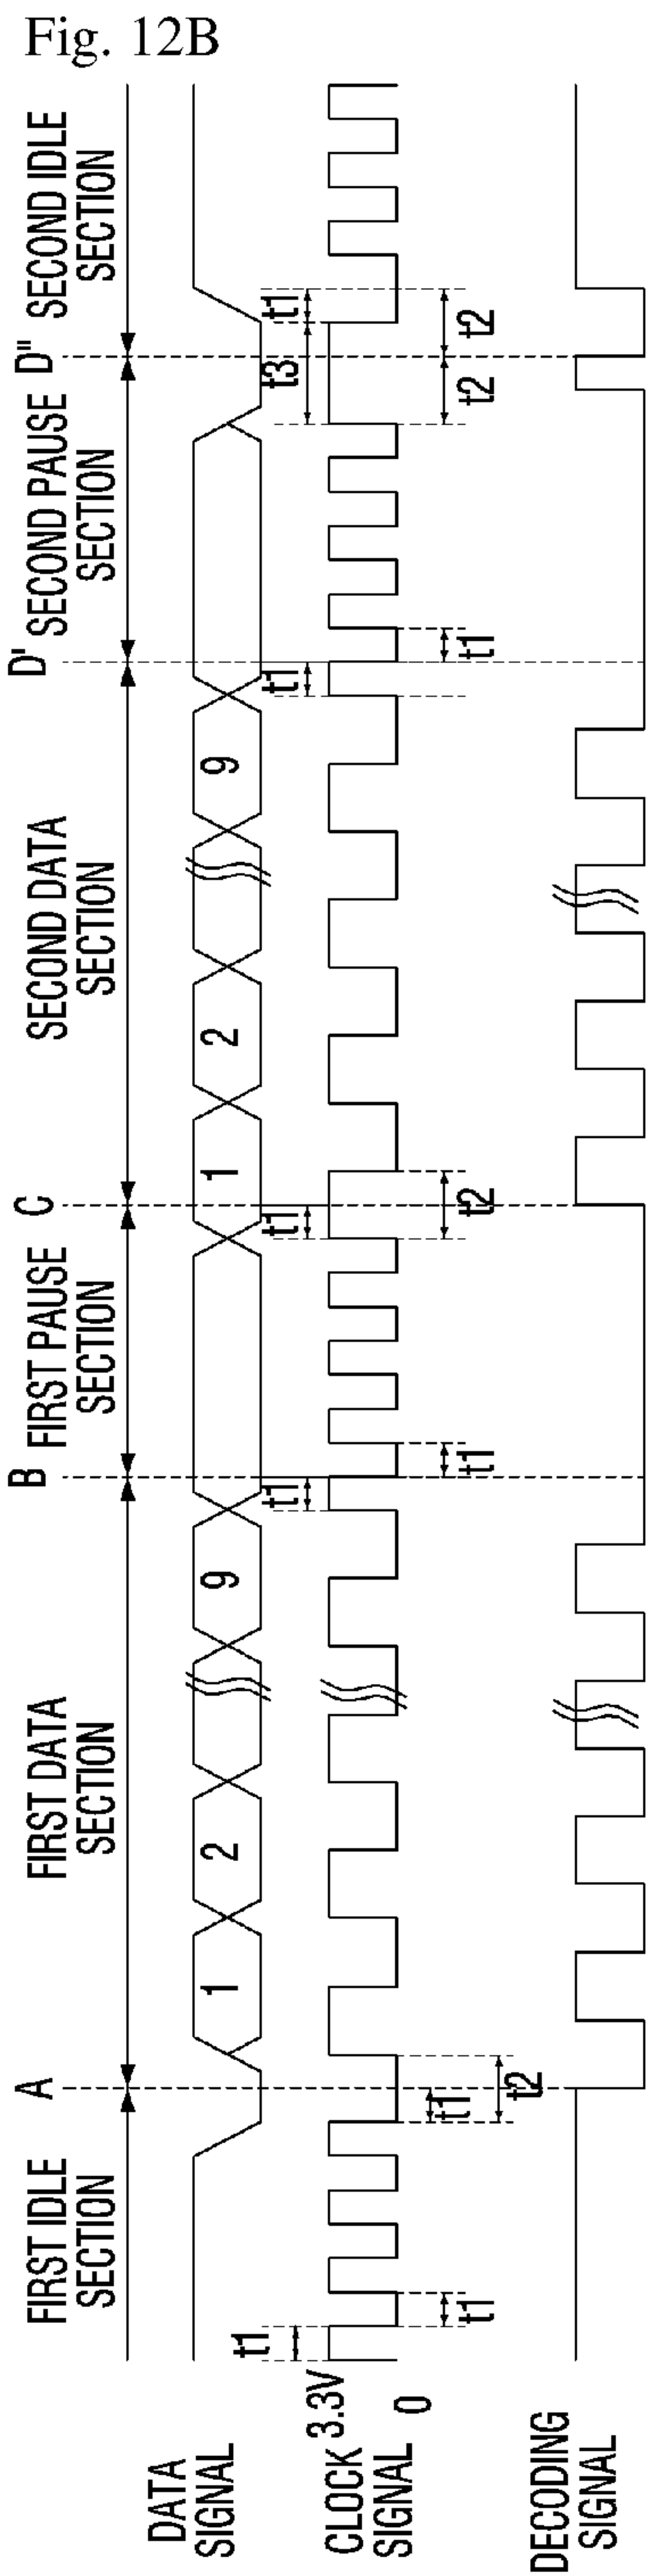 Fig. 12B
FIRST IDLE
SECTION
A
FIRST DATA
SECTION
B
FIRST PAUSE
SECTION
C
SECOND DATA
SECTION
D'
SECOND PAUSE
SECTION
D"
SECOND IDLE
SECTION
DATA
SIGNAL
1
2
9
1
2
9
CLOCK
SIGNAL
3.3V
0
t1
t1
t1
t2
t1
t1
t1
t2
t1
t1
t3
t1
t2
t2
DECODING
SIGNAL